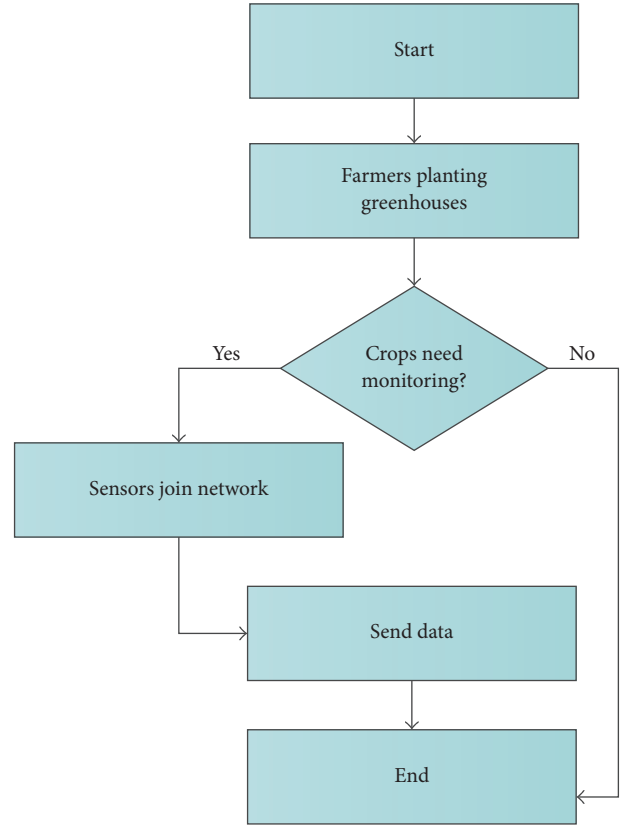 Start
Farmers planting
greenhouses
Crops need
monitoring?
Yes
No
Sensors join network
Send data
End